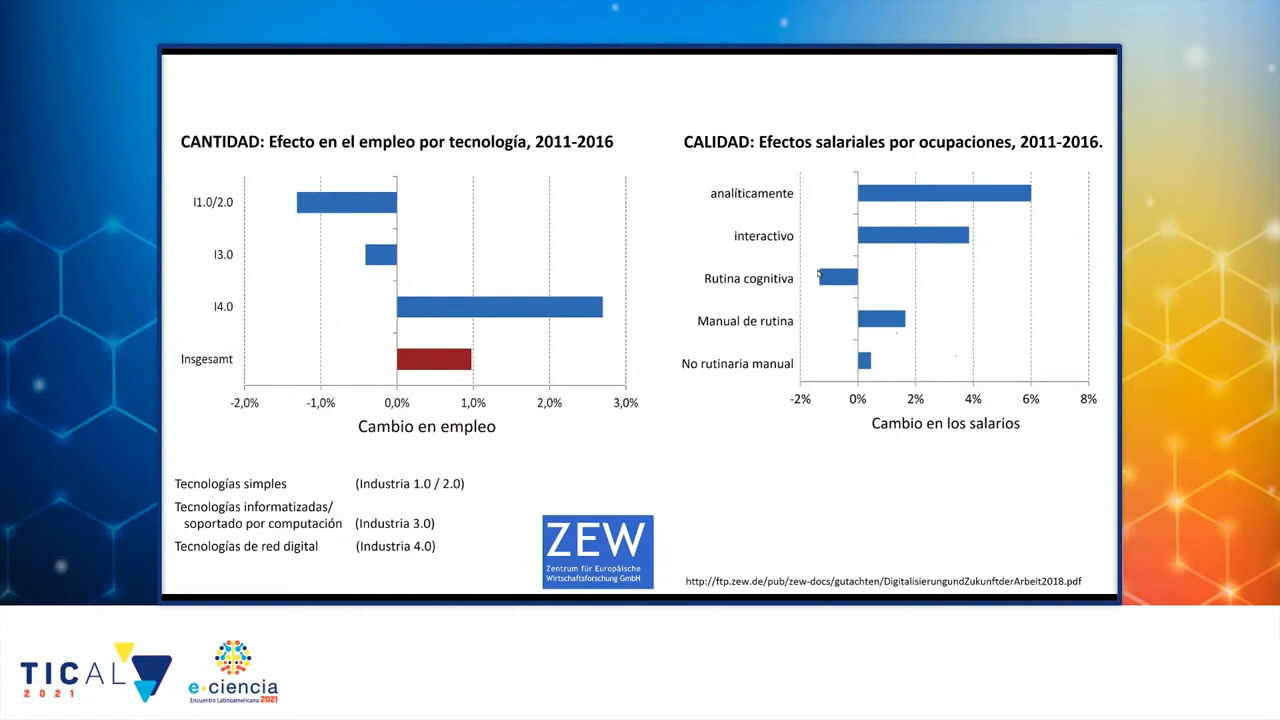 CANTIDAD: Efecto en el empleo por tecnología, 2011-2016
I1.0/2.0
I3.0
I4.0
Insgesamt
-2,0% -1,0% 0,0% 1,0% 2,0% 3,0%
Cambio en empleo
CALIDAD: Efectos salariales por ocupaciones, 2011-2016.
analíticamente
interactivo
Rutina cognitiva
Manual de rutina
No rutinaria manual
-2% 0% 2% 4% 6% 8%
Cambio en los salarios
Tecnologías simples (Industria 1.0 / 2.0)
Tecnologías informatizadas/
soportado por computación (Industria 3.0)
Tecnologías de red digital (Industria 4.0)
ZEW
Zentrum für Europäische
Wirtschaftsforschung GmbH
http://ftp.zew.de/pub/zew-docs/gutachten/DigitalisierungundZukunftderArbeit2018.pdf
TICAL
2021
e-ciencia
Encuentro Latinoamericano 2021